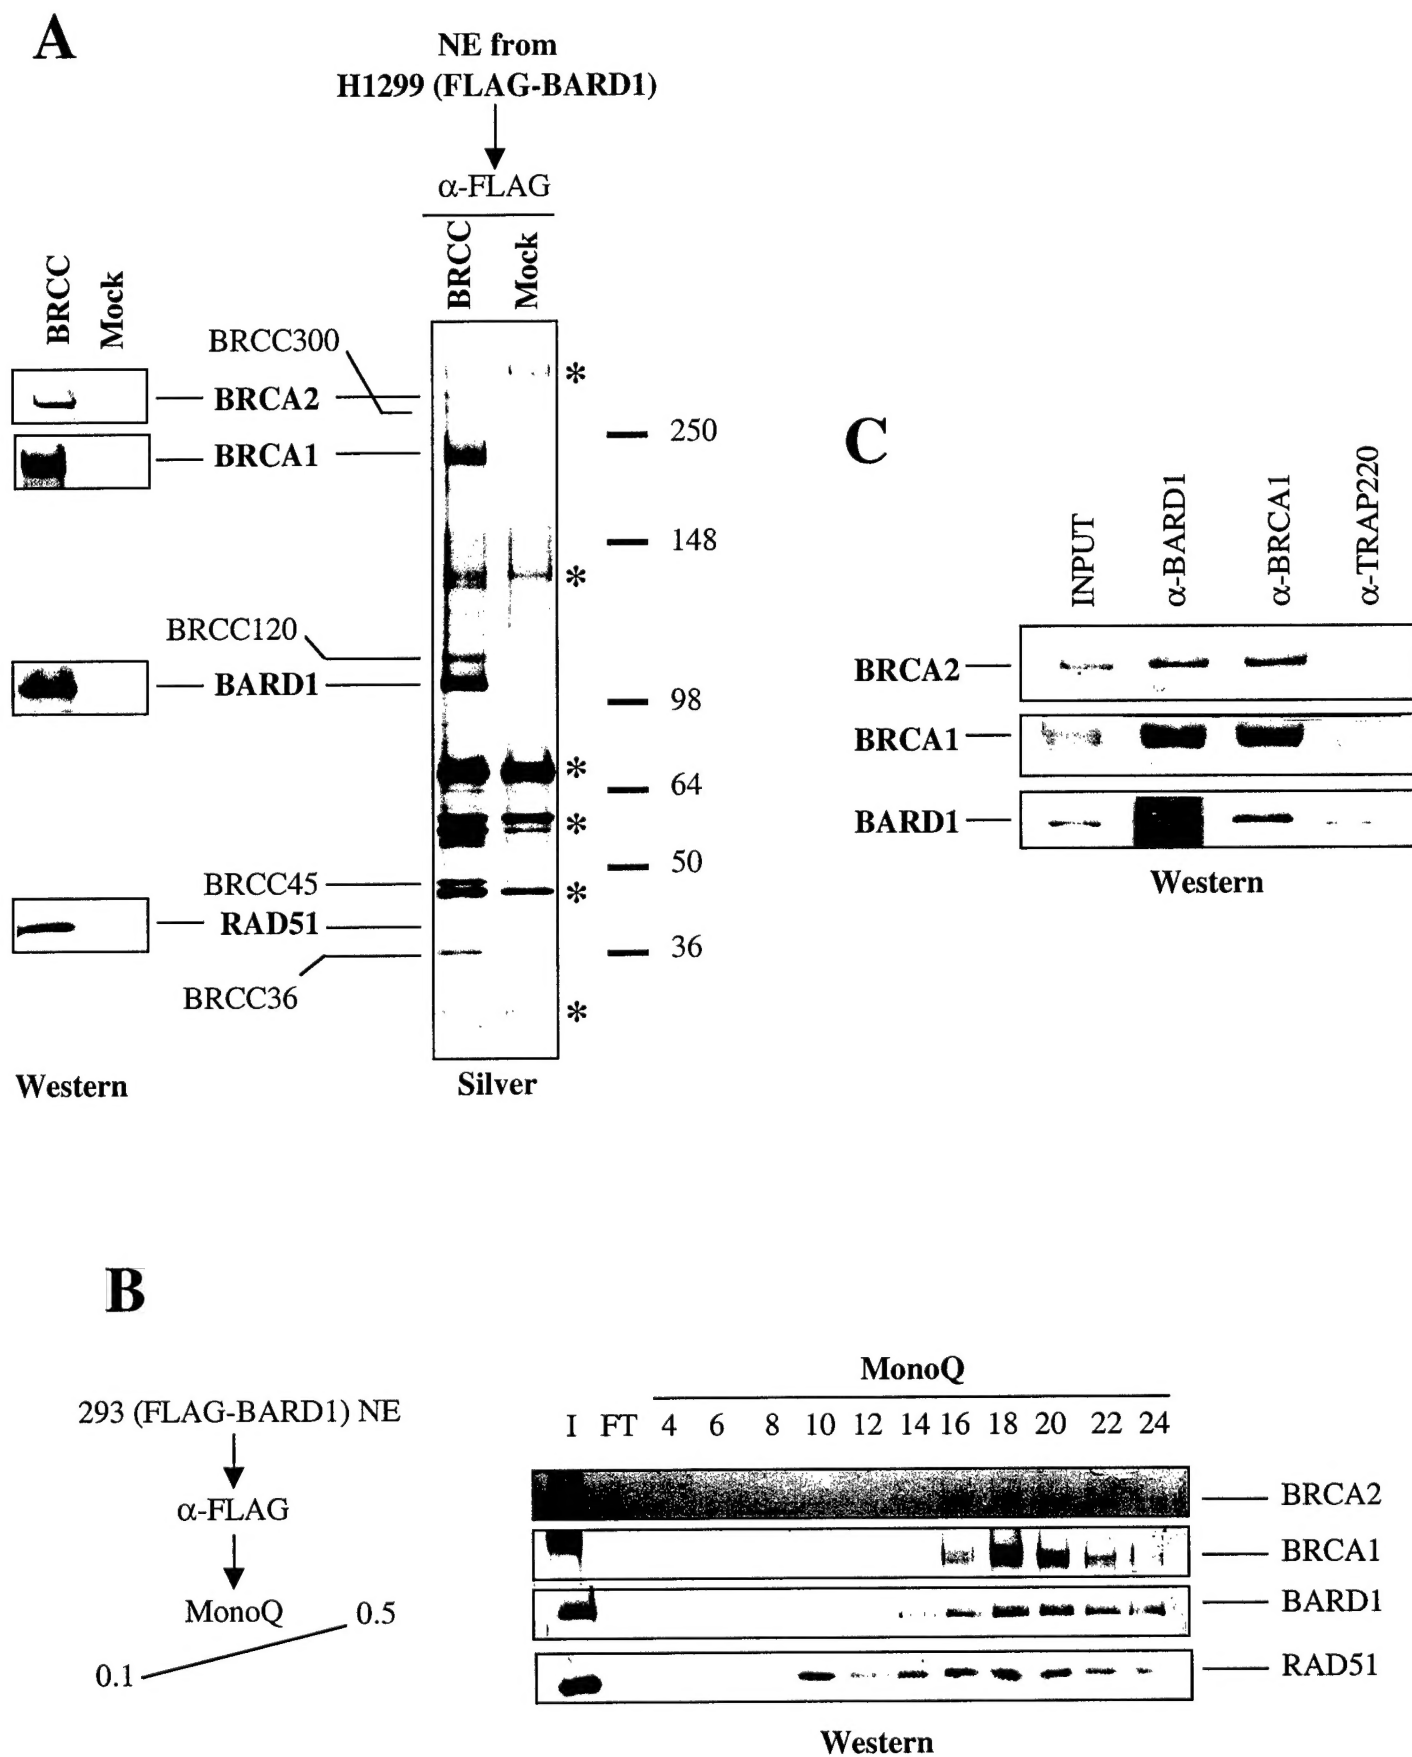 A
NE from
H1299 (FLAG-BARD1)
α-FLAG
BRCC
Mock
BRCC
Mock
BRCC300
BRCA2
BRCA1
BRCC120
BARD1
BRCC45
RAD51
BRCC36
*
*
*
*
*
*
250
148
98
64
50
36
Western
Silver
C
INPUT
α-BARD1
α-BRCA1
α-TRAP220
BRCA2
BRCA1
BARD1
Western
B
293 (FLAG-BARD1) NE
α-FLAG
MonoQ
0.5
0.1
MonoQ
I FT 4 6 8 10 12 14 16 18 20 22 24
BRCA2
BRCA1
BARD1
RAD51
Western